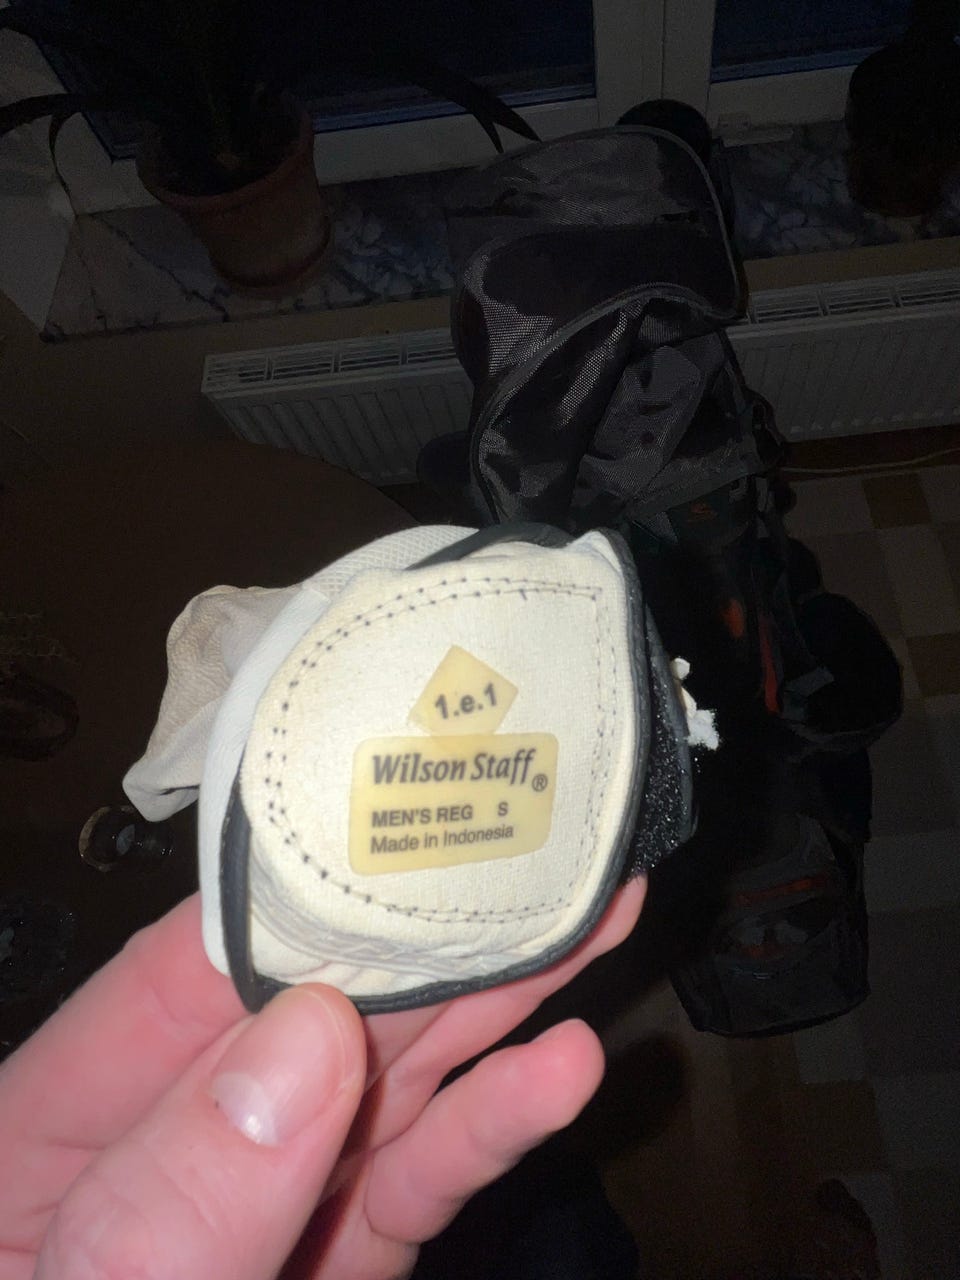 1.e.1
Wilson Staff®
MEN'S REG S
Made in Indonesia